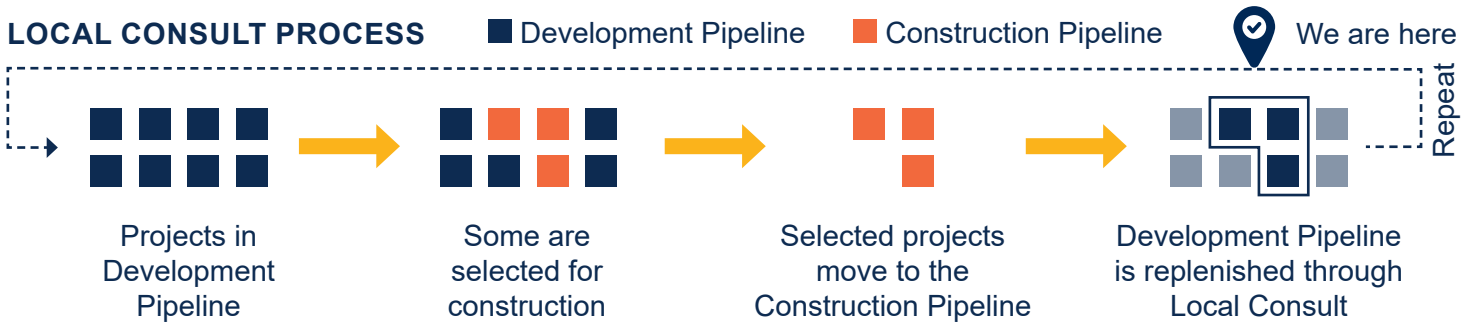 LOCAL CONSULT PROCESS
Development Pipeline
Construction Pipeline
We are here
Repeat
Projects in
Development
Pipeline
Some are
selected for
construction
Selected projects
move to the
Construction Pipeline
Development Pipeline
is replenished through
Local Consult